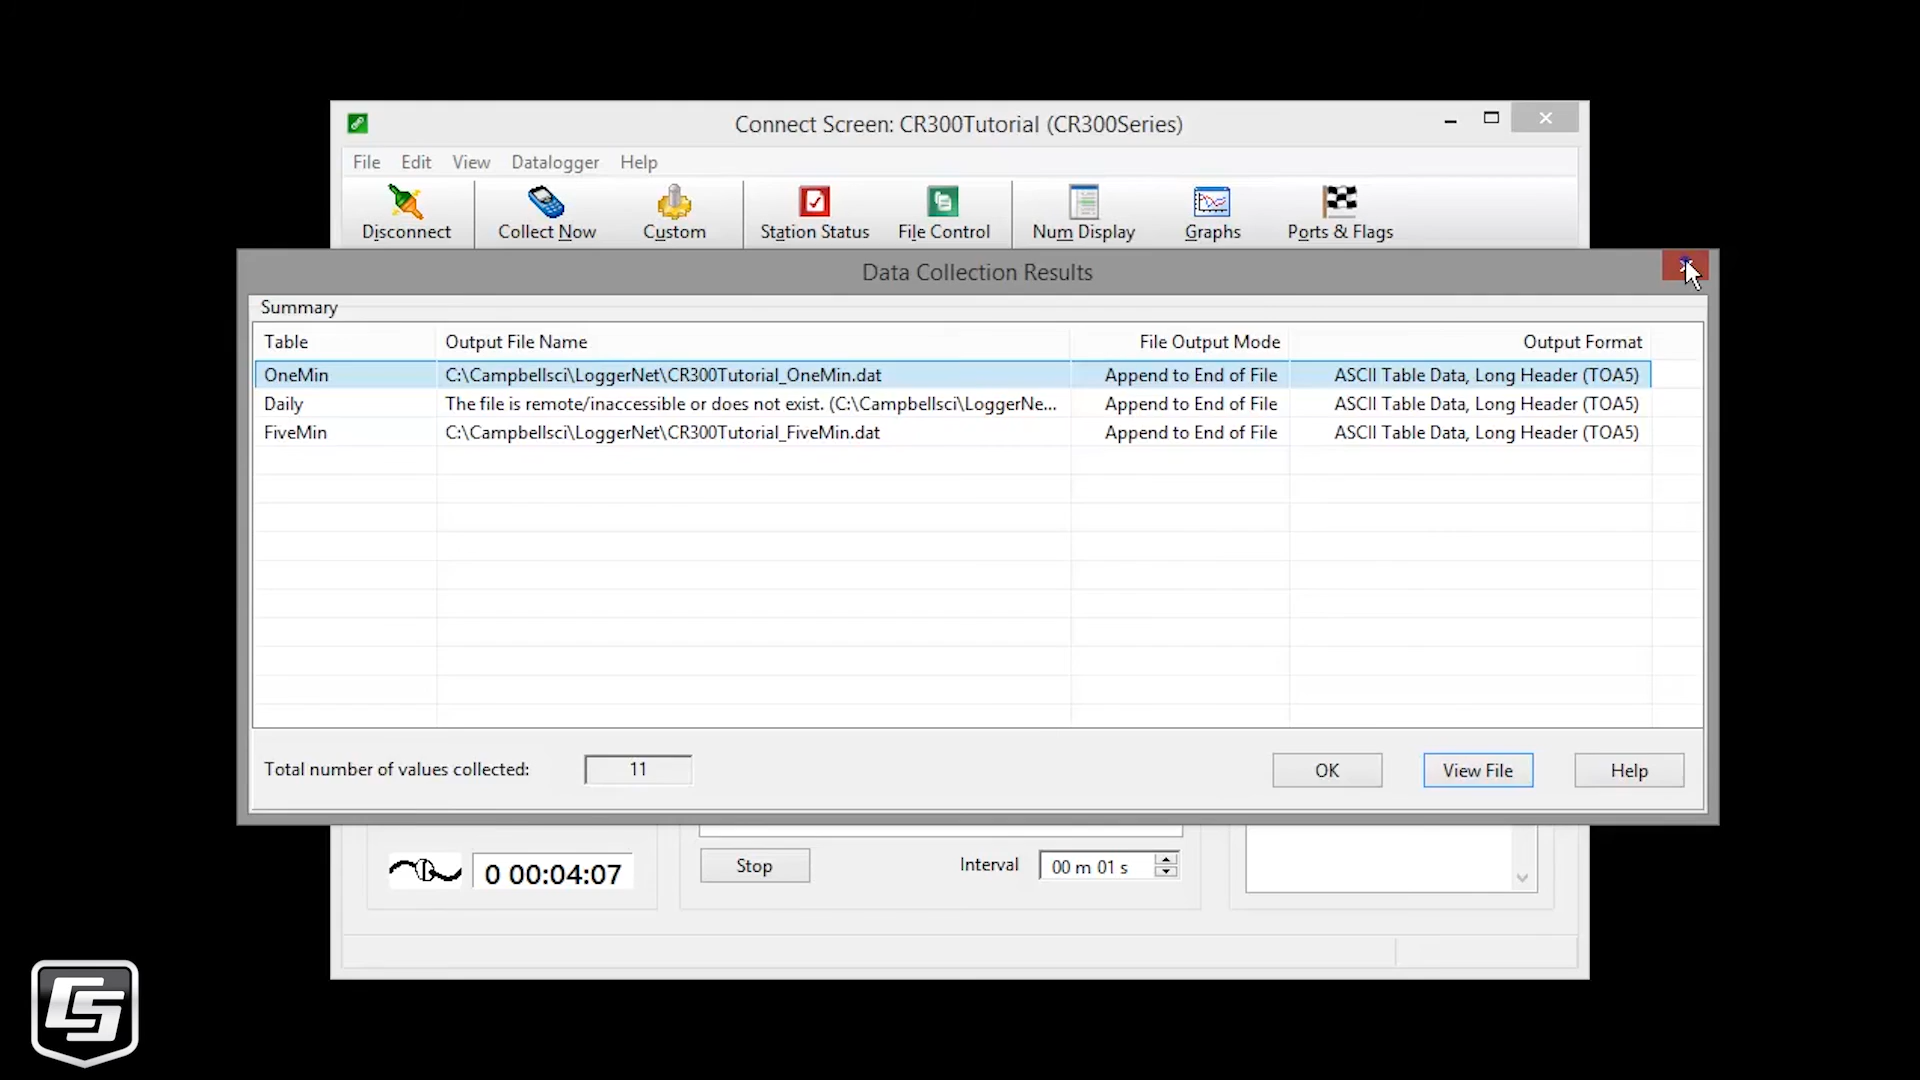 Connect Screen: CR300Tutorial (CR300Series)
File Edit View Datalogger Help
Disconnect Collect Now Custom Station Status File Control Num Display Graphs Ports & Flags
Data Collection Results
Summary
Table Output File Name File Output Mode Output Format
OneMin C:\Campbellsci\LoggerNet\CR300Tutorial_OneMin.dat Append to End of File ASCII Table Data, Long Header (TOA5)
Daily The file is remote/inaccessible or does not exist. (C:\Campbellsci\LoggerNe... Append to End of File ASCII Table Data, Long Header (TOA5)
FiveMin C:\Campbellsci\LoggerNet\CR300Tutorial_FiveMin.dat Append to End of File ASCII Table Data, Long Header (TOA5)
Total number of values collected: 11 OK View File Help
0 00:04:07 Stop Interval 00 m 01 s
CS